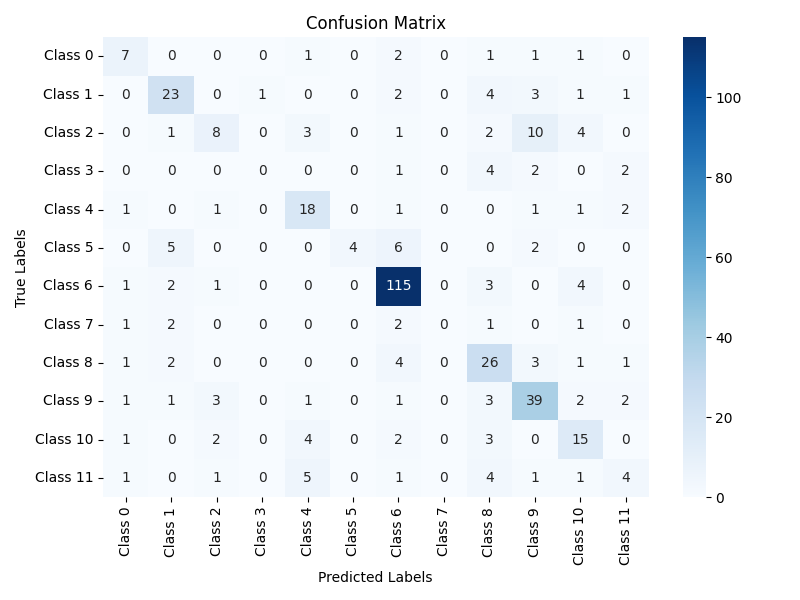 Confusion Matrix
Class 0 7 0 0 0 1 0 2 0 1 1 1 0
Class 1 0 23 0 1 0 0 2 0 4 3 1 1
Class 2 0 1 8 0 3 0 1 0 2 10 4 0
Class 3 0 0 0 0 0 0 1 0 4 2 0 2
Class 4 1 0 1 0 18 0 1 0 0 1 1 2
Class 5 0 5 0 0 0 4 6 0 0 2 0 0
Class 6 1 2 1 0 0 0 115 0 3 0 4 0
Class 7 1 2 0 0 0 0 2 0 1 0 1 0
Class 8 1 2 0 0 0 0 4 0 26 3 1 1
Class 9 1 1 3 0 1 0 1 0 3 39 2 2
Class 10 1 0 2 0 4 0 2 0 3 0 15 0
Class 11 1 0 1 0 5 0 1 0 4 1 1 4
Class 0 Class 1 Class 2 Class 3 Class 4 Class 5 Class 6 Class 7 Class 8 Class 9 Class 10 Class 11
Predicted Labels
True Labels
100
80
60
40
20
0